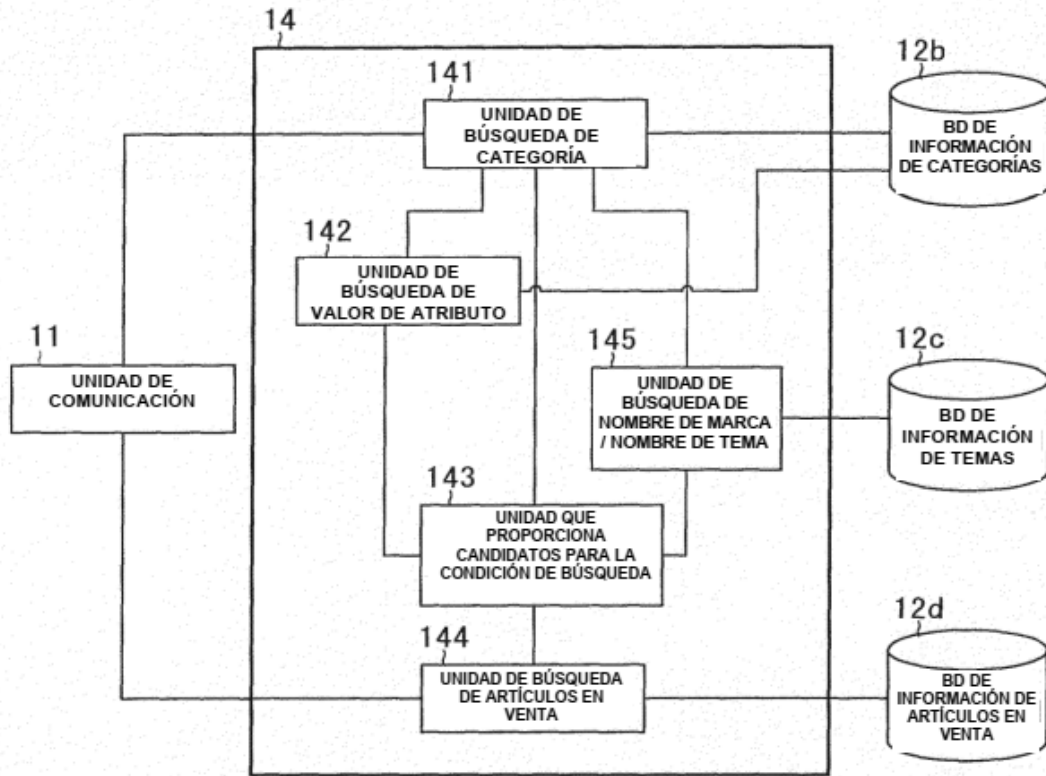 14
141
UNIDAD DE
BÚSQUEDA DE
CATEGORÍA
12b
BD DE
INFORMACIÓN
DE CATEGORÍAS
142
UNIDAD DE
BÚSQUEDA DE
VALOR DE ATRIBUTO
11
UNIDAD DE
COMUNICACIÓN
145
UNIDAD DE
BÚSQUEDA DE
NOMBRE DE MARCA
/ NOMBRE DE TEMA
12c
BD DE
INFORMACIÓN
DE TEMAS
143
UNIDAD QUE
PROPORCIONA
CANDIDATOS PARA LA
CONDICIÓN DE BÚSQUEDA
144
UNIDAD DE BÚSQUEDA
DE ARTÍCULOS EN
VENTA
12d
BD DE
INFORMACIÓN DE
ARTÍCULOS EN
VENTA